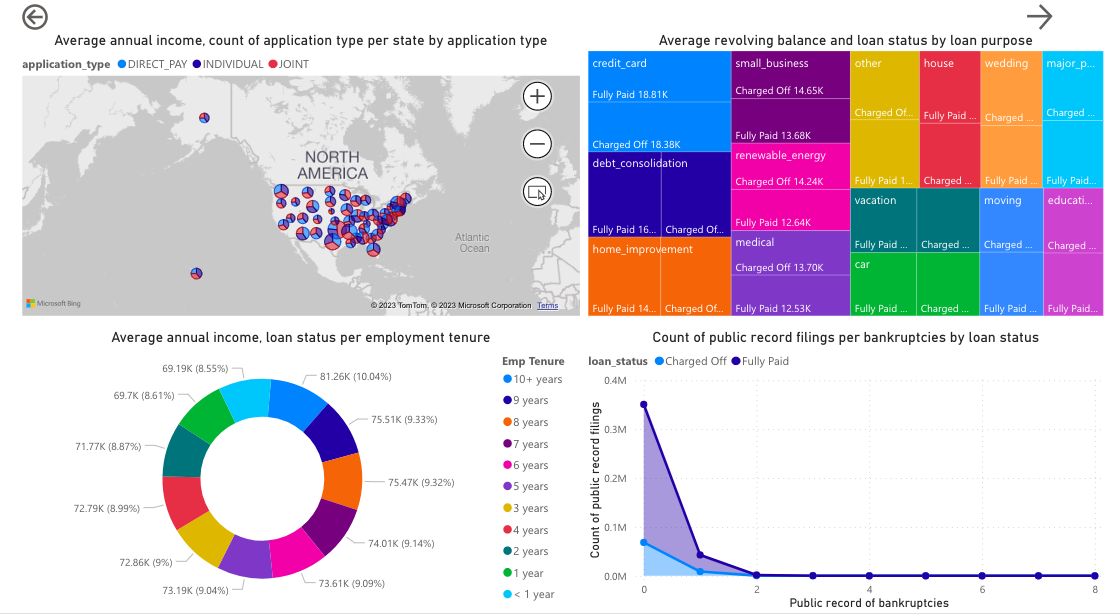 Average annual income, count of application type per state by application type
application_type DIRECT_PAY INDIVIDUAL JOINT
NORTH
AMERICA
Atlantic
Ocean
Microsoft Bing
© 2023 TomTom, © 2023 Microsoft Corporation Terms
Average revolving balance and loan status by loan purpose
credit_card
Fully Paid 18.81K
Charged Off 18.38K
debt_consolidation
Fully Paid 16... Charged Of...
home_improvement
Fully Paid 14... Charged Of...
small_business
Charged Off 14.65K
Fully Paid 13.68K
renewable_energy
Charged Off 14.24K
Fully Paid 12.64K
medical
Charged Off 13.70K
Fully Paid 12.53K
other
Charged Of...
Fully Paid 1...
house
Fully Paid ...
Charged ...
wedding
Charged ...
Fully Paid ...
major_p...
Charged ...
Fully Paid...
vacation
Fully Paid ... Charged ...
car
Fully Paid ... Charged ...
moving
Charged ...
Fully Paid ...
educati...
Charged ...
Fully Paid...
Average annual income, loan status per employment tenure
81.26K (10.04%)
75.51K (9.33%)
75.47K (9.32%)
74.01K (9.14%)
73.61K (9.09%)
73.19K (9.04%)
72.86K (9%)
72.79K (8.99%)
71.77K (8.87%)
69.7K (8.61%)
69.19K (8.55%)
Emp Tenure
10+ years
9 years
8 years
7 years
6 years
5 years
3 years
4 years
2 years
1 year
< 1 year
Count of public record filings per bankruptcies by loan status
loan_status Charged Off Fully Paid
Count of public record filings
0.4M
0.3M
0.2M
0.1M
0.0M
0 2 4 6 8
Public record of bankruptcies